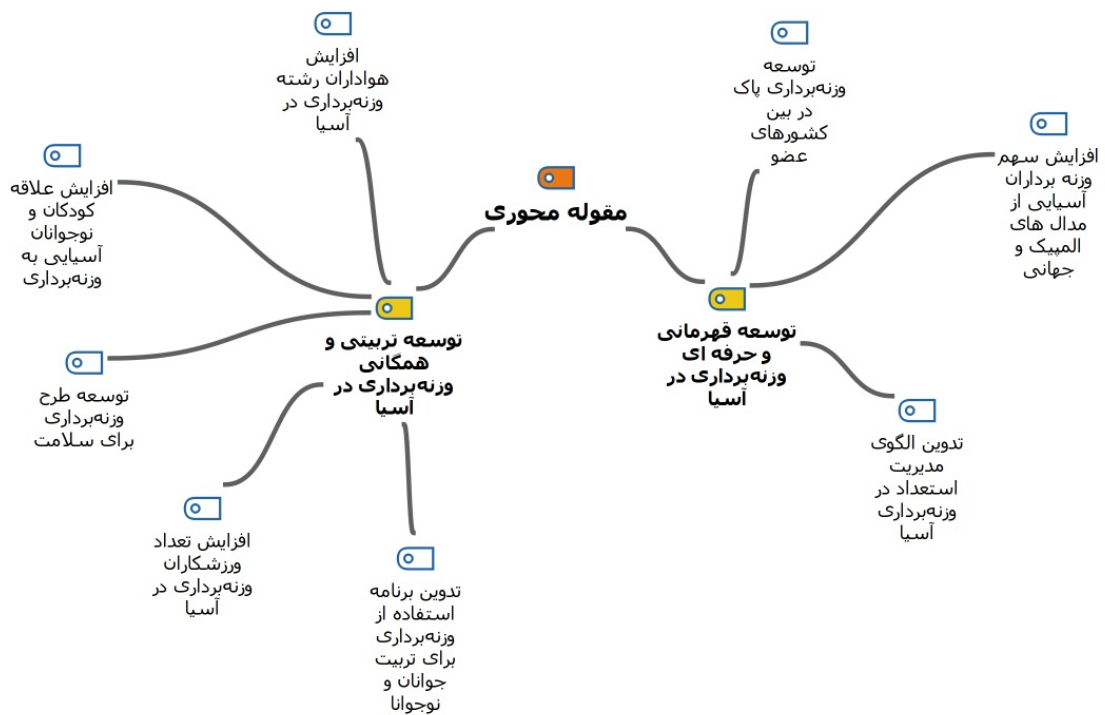 مقوله محوری
توسعه قهرمانی
و حرفه ای
وزنه‌برداری در
آسیا
توسعه
وزنه‌برداری پاک
در بین
کشورهای
عضو
افزایش سهم
وزنه برداران
آسیایی از
مدال های
المپیک و
جهانی
تدوین الگوی
مدیریت
استعداد در
وزنه‌برداری
آسیا
توسعه تربیتی و
همگانی
وزنه‌برداری در
آسیا
افزایش
هواداران رشته
وزنه‌برداری در
آسیا
افزایش علاقه
کودکان و
نوجوانان
آسیایی به
وزنه‌برداری
توسعه طرح
وزنه‌برداری
برای سلامت
افزایش تعداد
ورزشکاران
وزنه‌برداری در
آسیا
تدوین برنامه
استفاده از
وزنه‌برداری
برای تربیت
جوانان و
نوجوانا